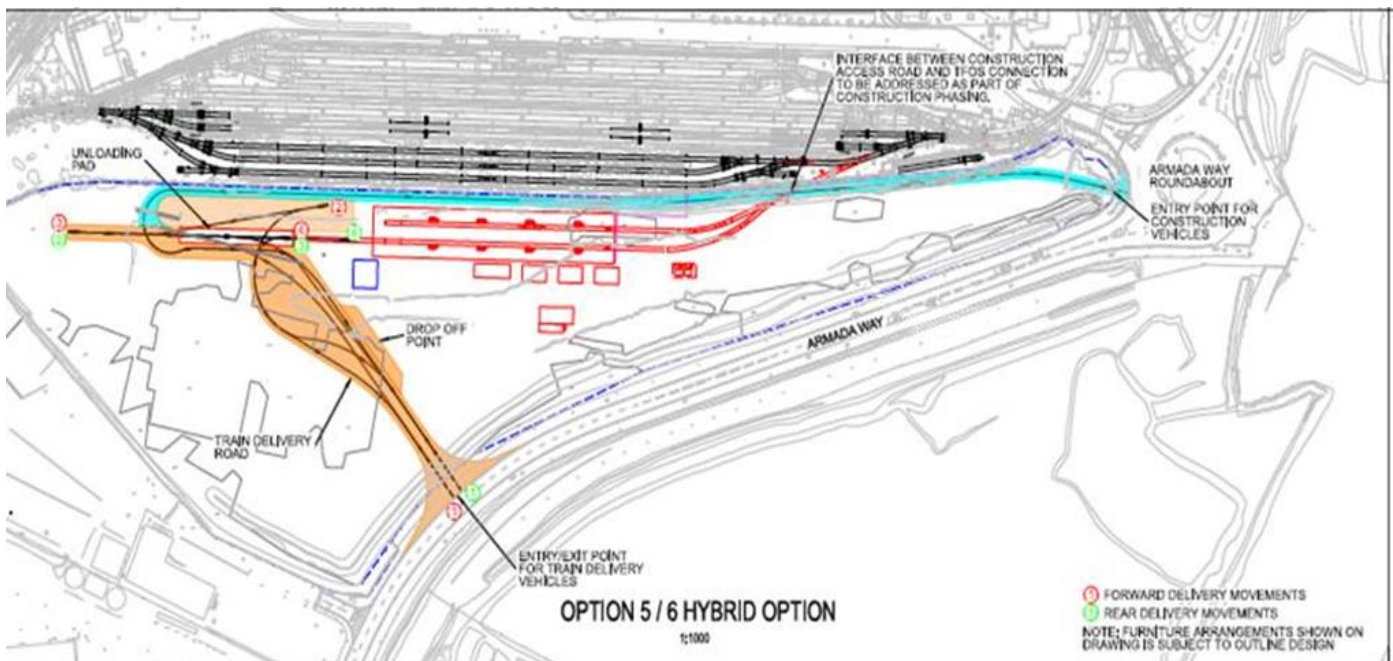 INTERFACE BETWEEN CONSTRUCTION
ACCESS ROAD AND TFOS CONNECTION
TO BE ADDRESSED AS PART OF
CONSTRUCTION PHASING.
UNLOADING
PAD
ARMADA WAY
ROUNDABOUT
ENTRY POINT FOR
CONSTRUCTION
VEHICLES
DROP OFF
POINT
ARMADA WAY
TRAIN DELIVERY
ROAD
ENTRY/EXIT POINT
FOR TRAIN DELIVERY
VEHICLES
OPTION 5 / 6 HYBRID OPTION
1:1000
1 FORWARD DELIVERY MOVEMENTS
1 REAR DELIVERY MOVEMENTS
NOTE: FURNITURE ARRANGEMENTS SHOWN ON
DRAWING IS SUBJECT TO OUTLINE DESIGN